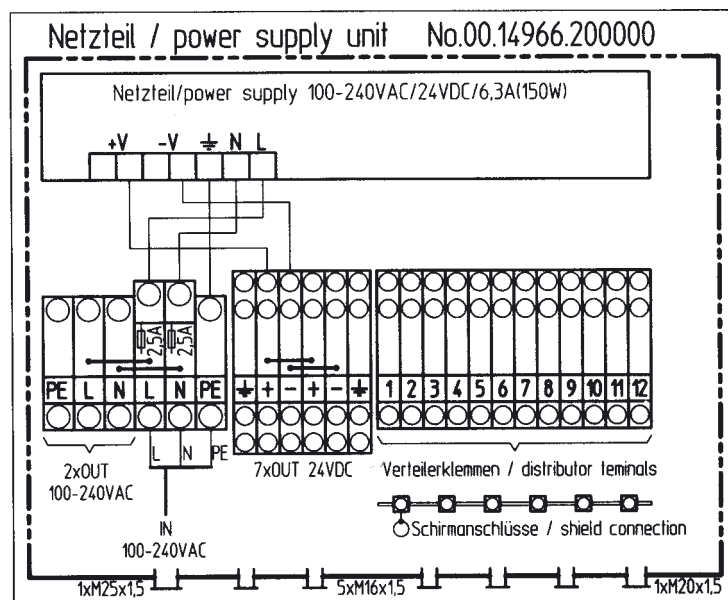 Netzteil / power supply unit No.00.14966.200000
Netzteil/power supply 100-240VAC/24VDC/6,3A(150W)
+V -V ⏚ N L
2,5A 2,5A
PE L N L N PE ⏚ + - + - ⏚ 1 2 3 4 5 6 7 8 9 10 11 12
L N PE
2xOUT
100-240VAC
7xOUT 24VDC
Verteilerklemmen / distributor teminals
IN
100-240VAC
Schirmanschlüsse / shield connection
1xM25x1,5 5xM16x1,5 1xM20x1,5